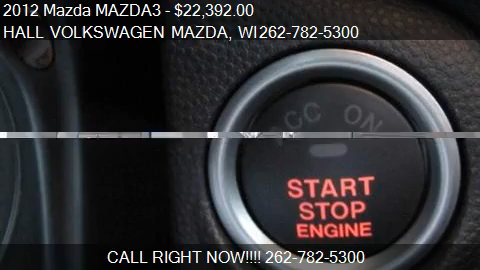 2012 Mazda MAZDA3 - $22,392.00
HALL VOLKSWAGEN MAZDA, WI262-782-5300
ACC ON
START
STOP
ENGINE
CALL RIGHT NOW!!!! 262-782-5300